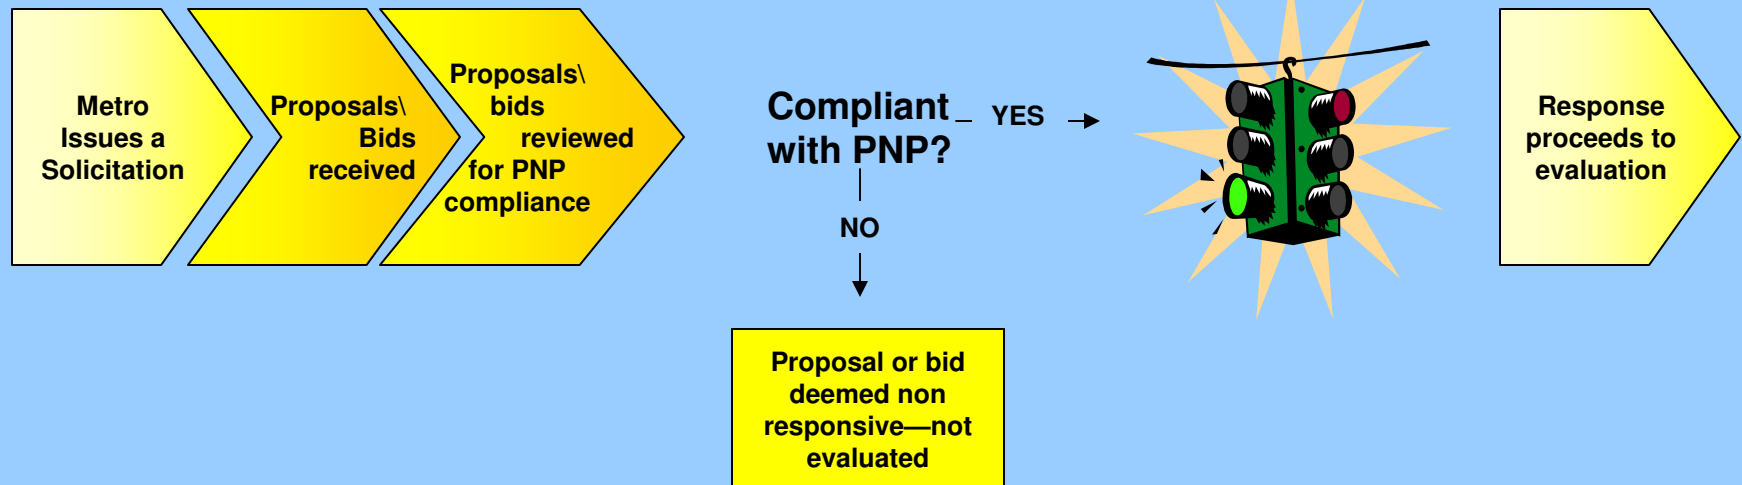 Metro
Issues a
Solicitation
Proposals\
Bids
received
Proposals\
bids
reviewed
for PNP
compliance
Compliant
with PNP?
YES
NO
Response
proceeds to
evaluation
Proposal or bid
deemed non
responsive—not
evaluated